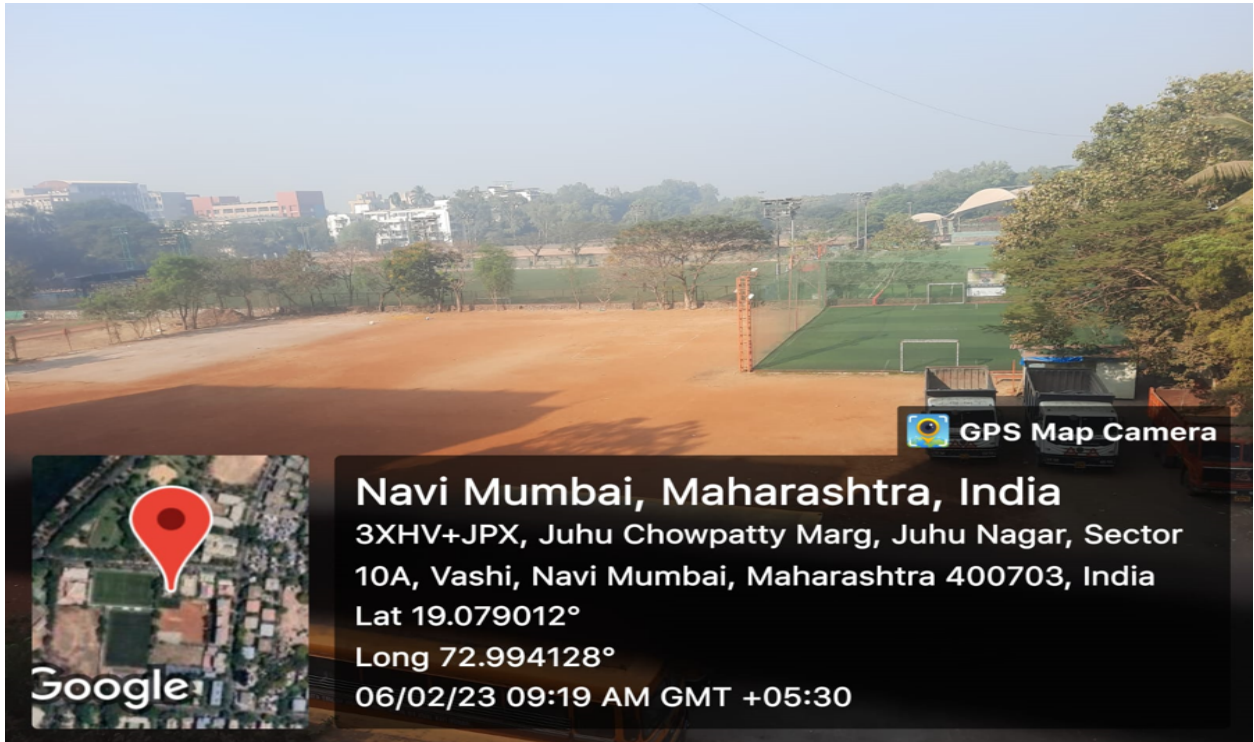 GPS Map Camera
Navi Mumbai, Maharashtra, India
3XHV+JPX, Juhu Chowpatty Marg, Juhu Nagar, Sector
10A, Vashi, Navi Mumbai, Maharashtra 400703, India
Lat 19.079012°
Long 72.994128°
06/02/23 09:19 AM GMT +05:30
Google